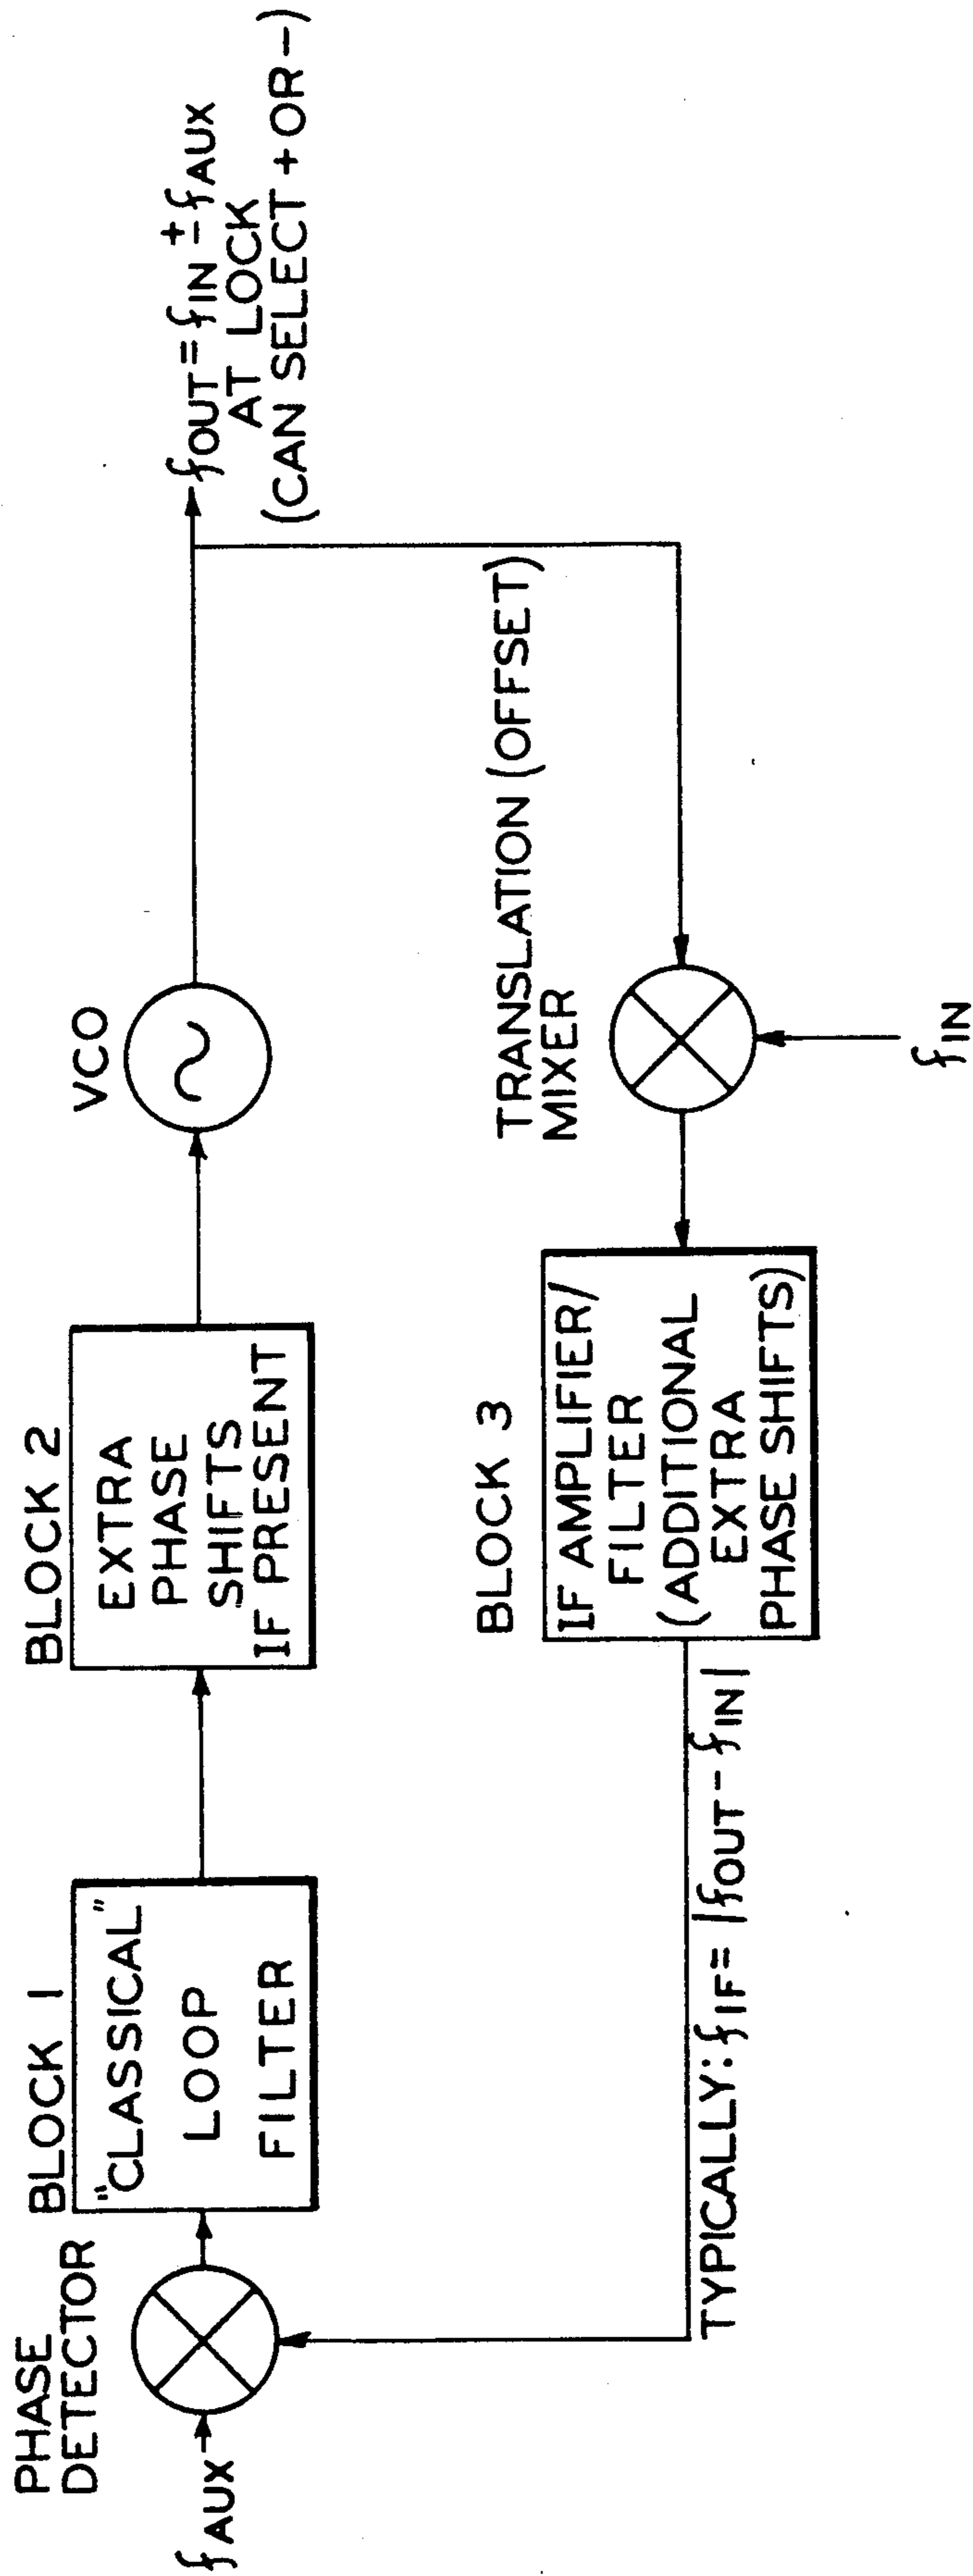 PHASE
DETECTOR
fAUX
BLOCK 1
"CLASSICAL"
LOOP
FILTER
BLOCK 2
EXTRA
PHASE
SHIFTS
IF PRESENT
VCO
fOUT = fIN ± fAUX
AT LOCK
(CAN SELECT + OR -)
TRANSLATION (OFFSET)
MIXER
fIN
BLOCK 3
IF AMPLIFIER/
FILTER
(ADDITIONAL
EXTRA
PHASE SHIFTS)
TYPICALLY: fIF = |fOUT - fIN|